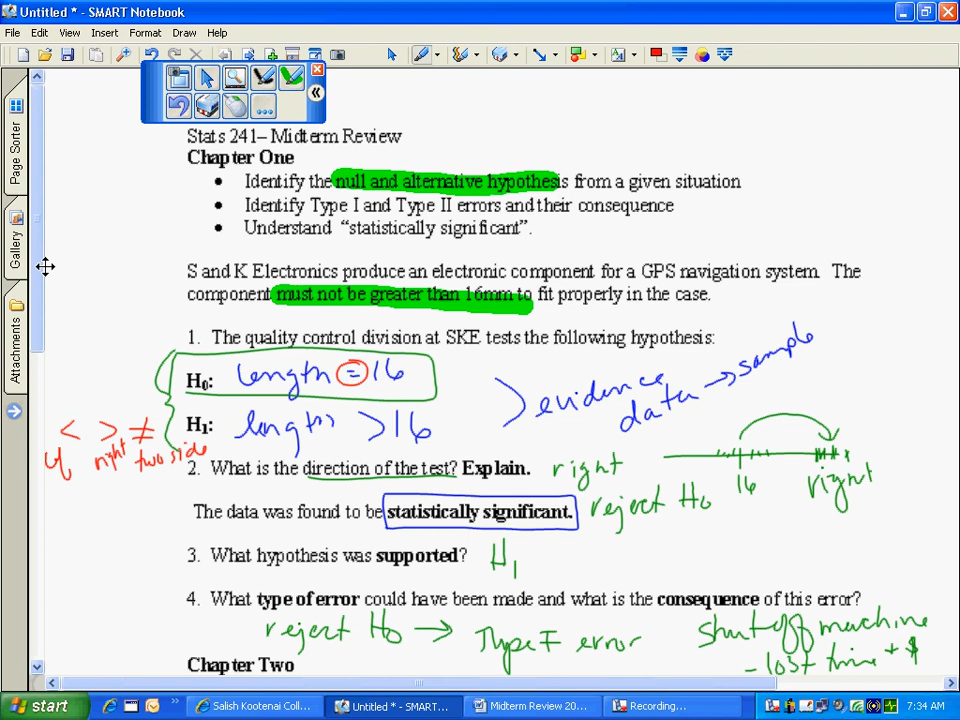 Untitled * - SMART Notebook
File Edit View Insert Format Draw Help
Page Sorter
Gallery
Attachments
Stats 241– Midterm Review
Chapter One
• Identify the null and alternative hypothesis from a given situation
• Identify Type I and Type II errors and their consequence
• Understand “statistically significant”.
S and K Electronics produce an electronic component for a GPS navigation system. The
component must not be greater than 16mm to fit properly in the case.
1. The quality control division at SKE tests the following hypothesis:
H₀: length = 16
H₁: length > 16
evidence
data → sample
< > ≠
right two side
2. What is the direction of the test? Explain. right
16 right
The data was found to be statistically significant. reject H₀
3. What hypothesis was supported? H₁
4. What type of error could have been made and what is the consequence of this error?
reject H₀ → Type I error shut off machine
- lost time + $
Chapter Two
start Salish Kootenai Coll... Untitled * - SMART... Midterm Review 20... Recording... 7:34 AM